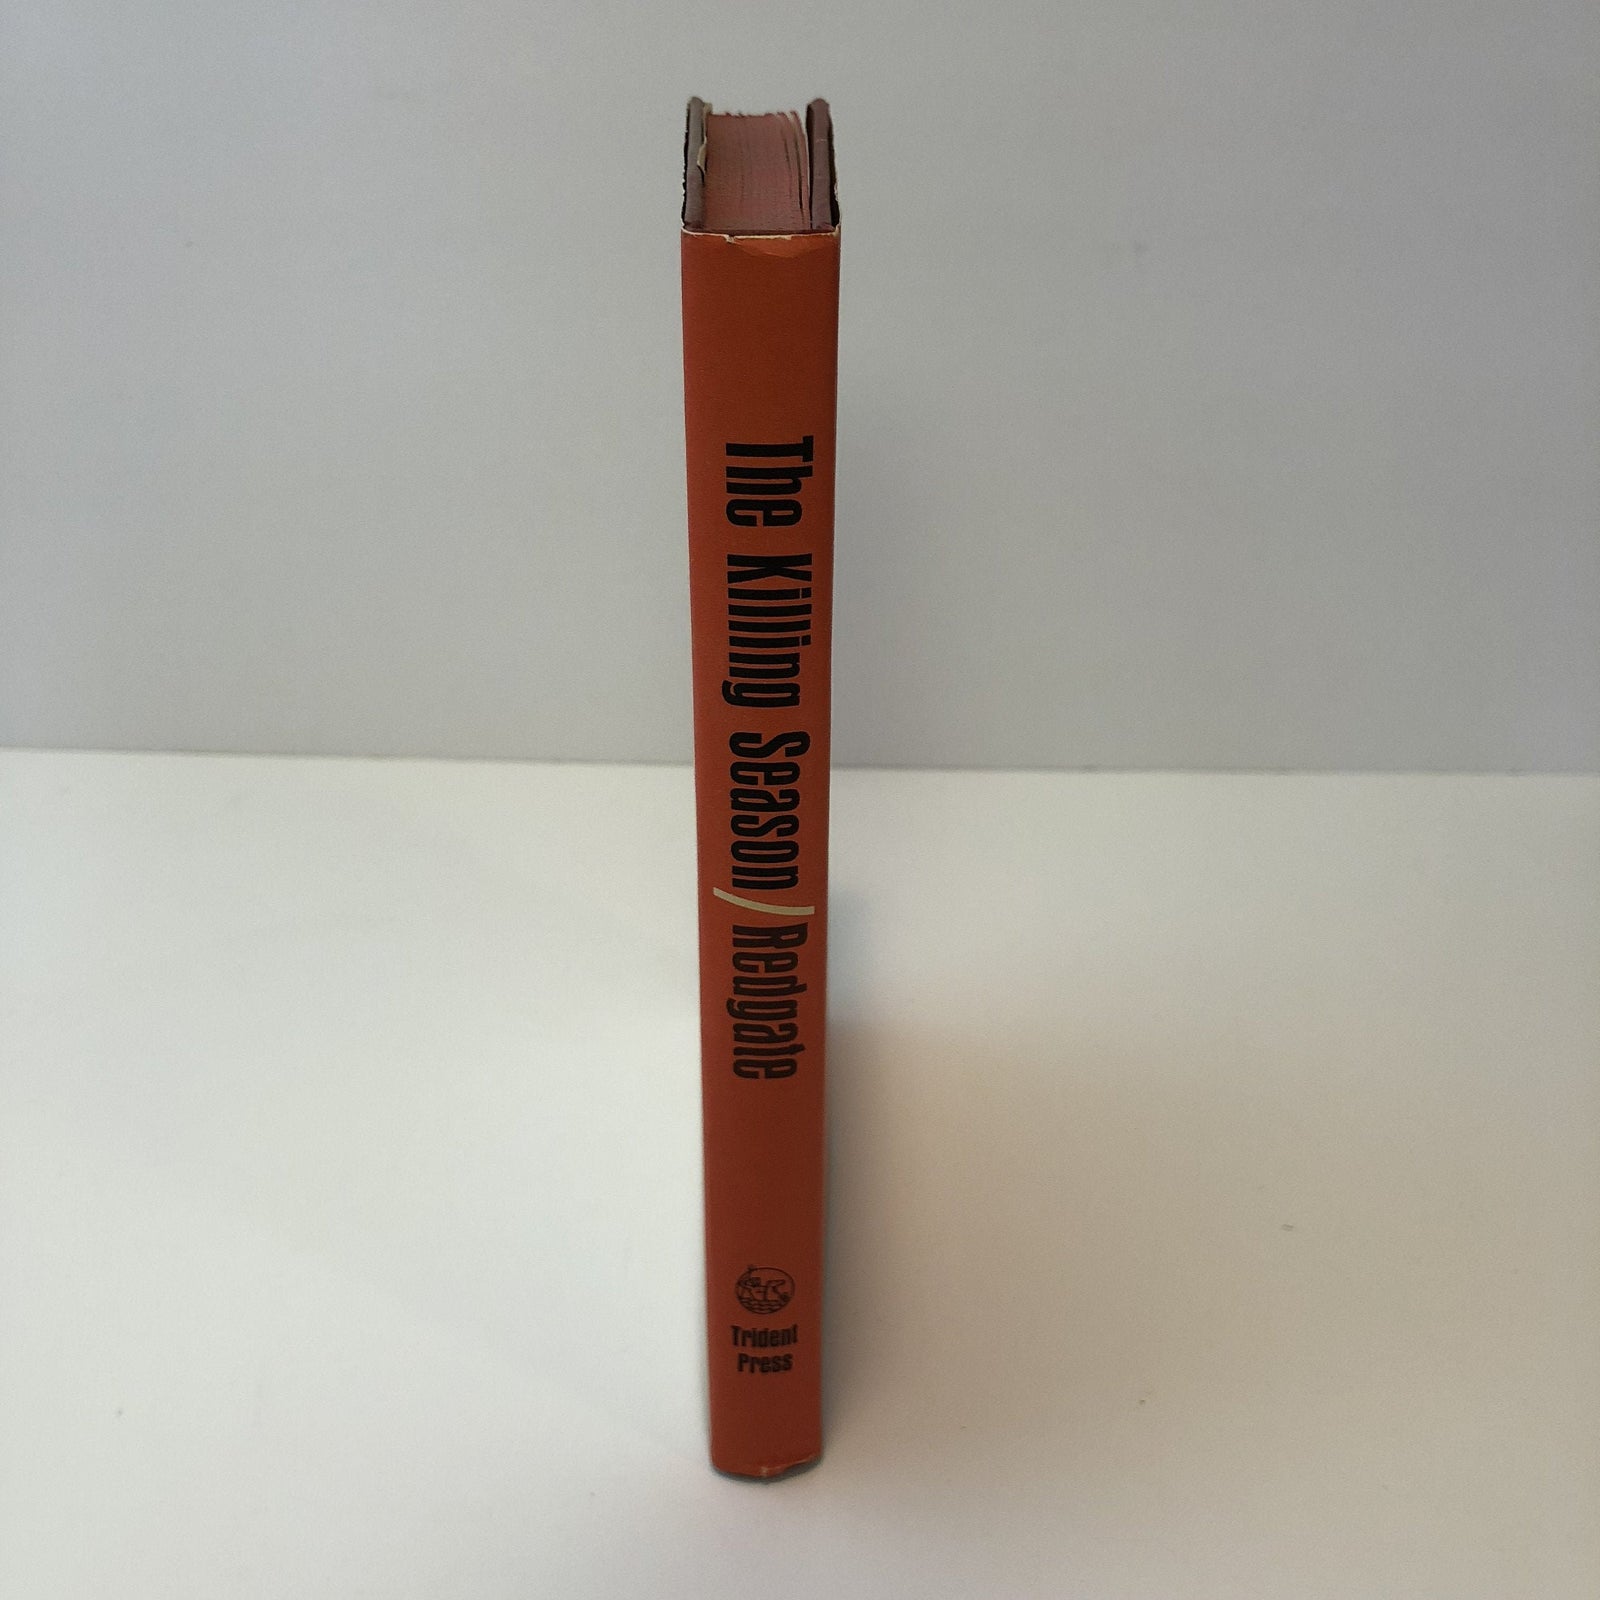 The Killing Season/Redgate
Trident
Press